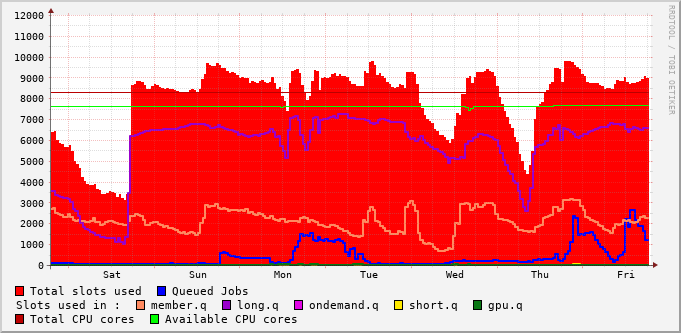 12000
11000
10000
9000
8000
7000
6000
5000
4000
3000
2000
1000
0
Sat Sun Mon Tue Wed Thu Fri
RRDTOOL / TOBI OETIKER
Total slots used Queued Jobs
Slots used in : member.q long.q ondemand.q short.q gpu.q
Total CPU cores Available CPU cores